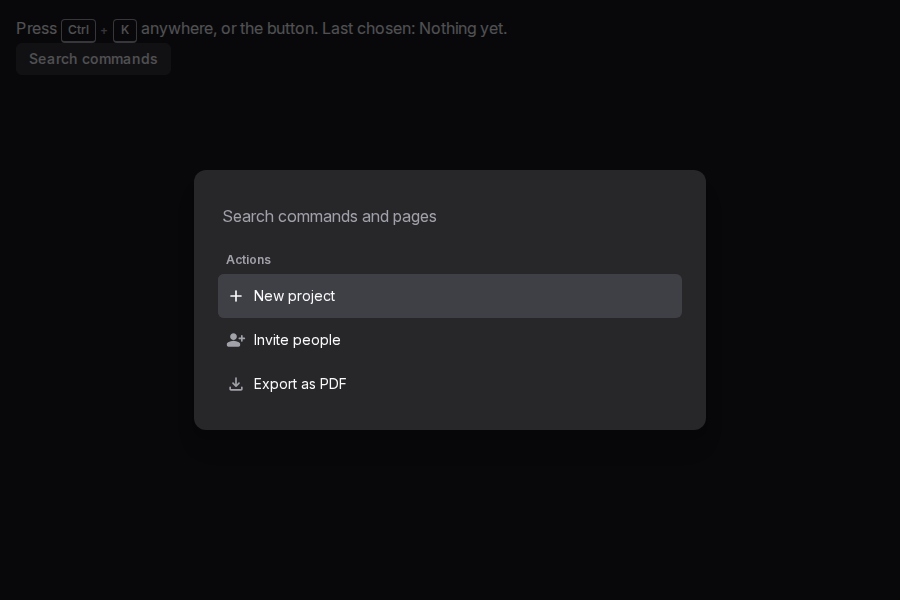 Press Ctrl + K anywhere, or the button. Last chosen: Nothing yet.
Search commands
Search commands and pages
Actions
New project
Invite people
Export as PDF